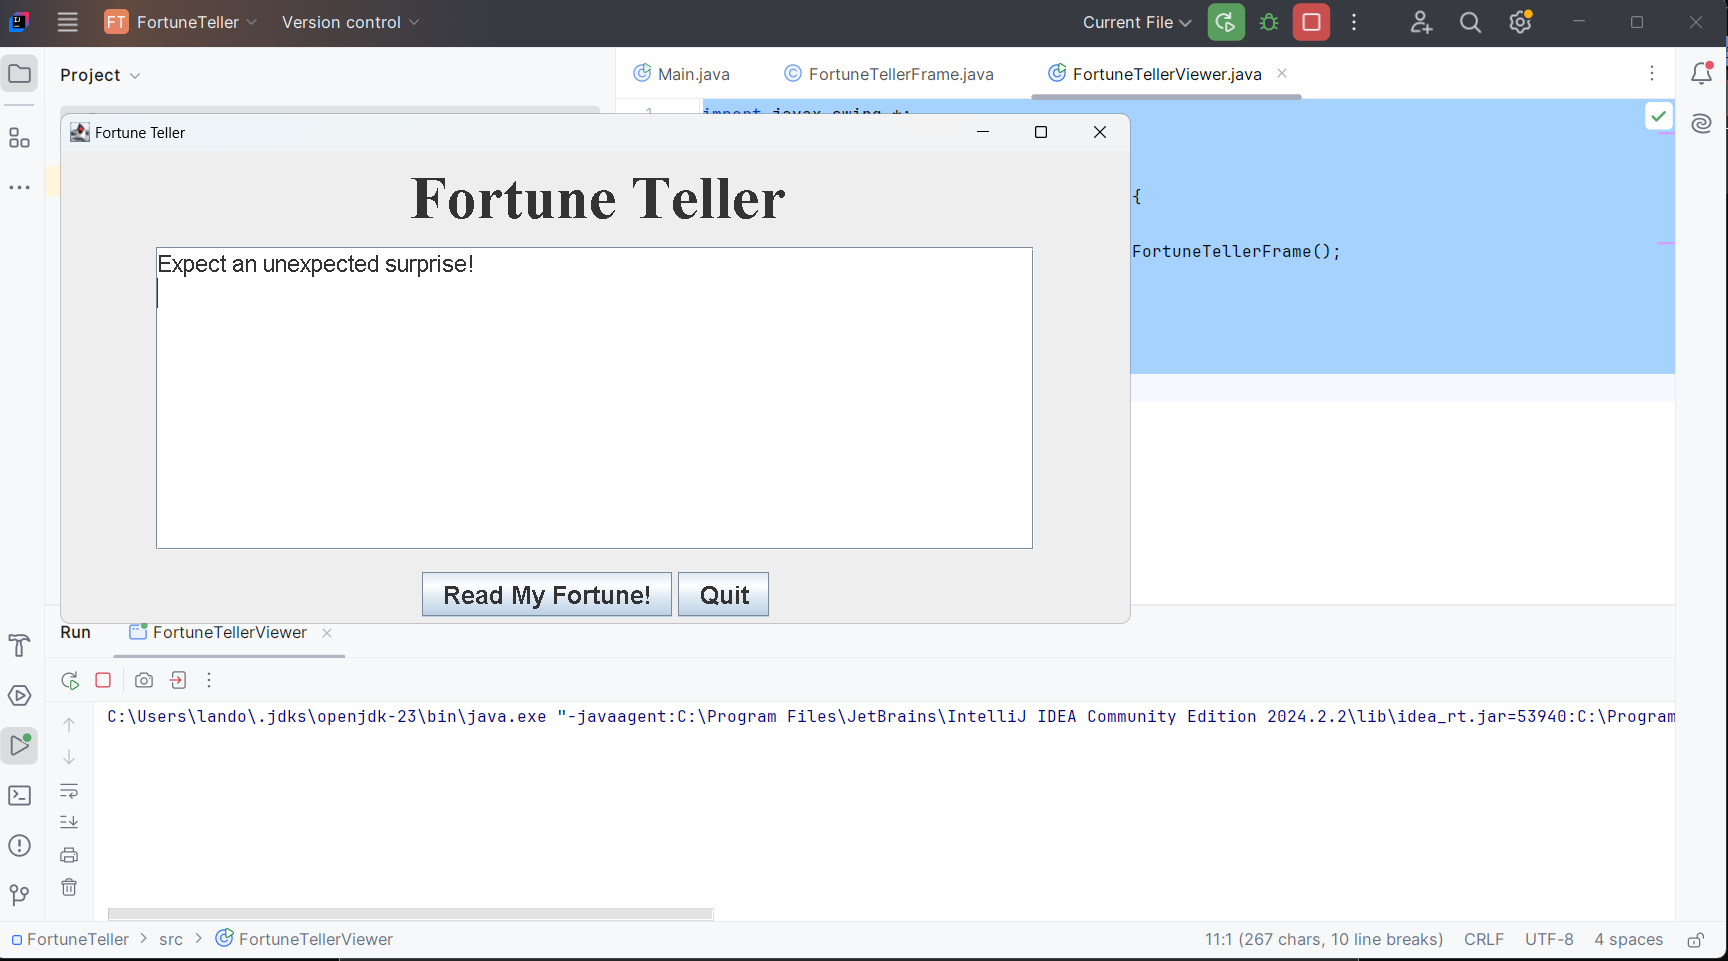 FT FortuneTeller Version control Current File
Project Main.java FortuneTellerFrame.java FortuneTellerViewer.java
1 import javax.swing.*;
Fortune Teller
Fortune Teller
{
FortuneTellerFrame();
Expect an unexpected surprise!
Read My Fortune! Quit
Run FortuneTellerViewer
C:\Users\lando\.jdks\openjdk-23\bin\java.exe "-javaagent:C:\Program Files\JetBrains\IntelliJ IDEA Community Edition 2024.2.2\lib\idea_rt.jar=53940:C:\Program
FortuneTeller > src > FortuneTellerViewer 11:1 (267 chars, 10 line breaks) CRLF UTF-8 4 spaces